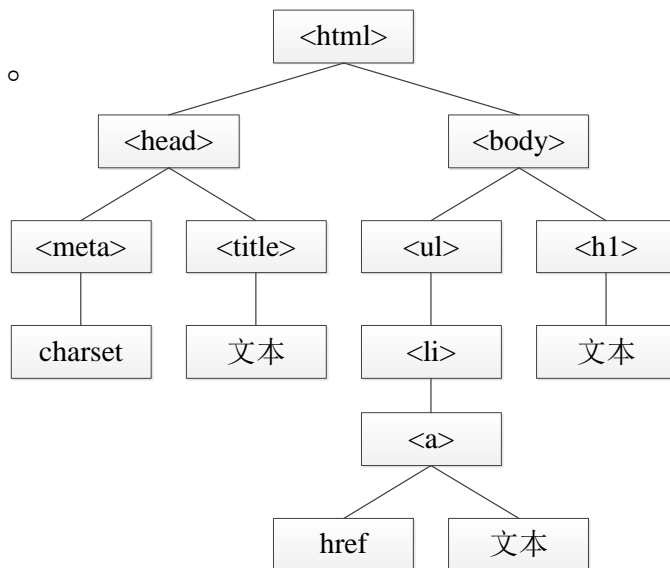 <html>
。
<head> <body>
<meta> <title> <ul> <h1>
charset 文本 <li> 文本
<a>
href 文本